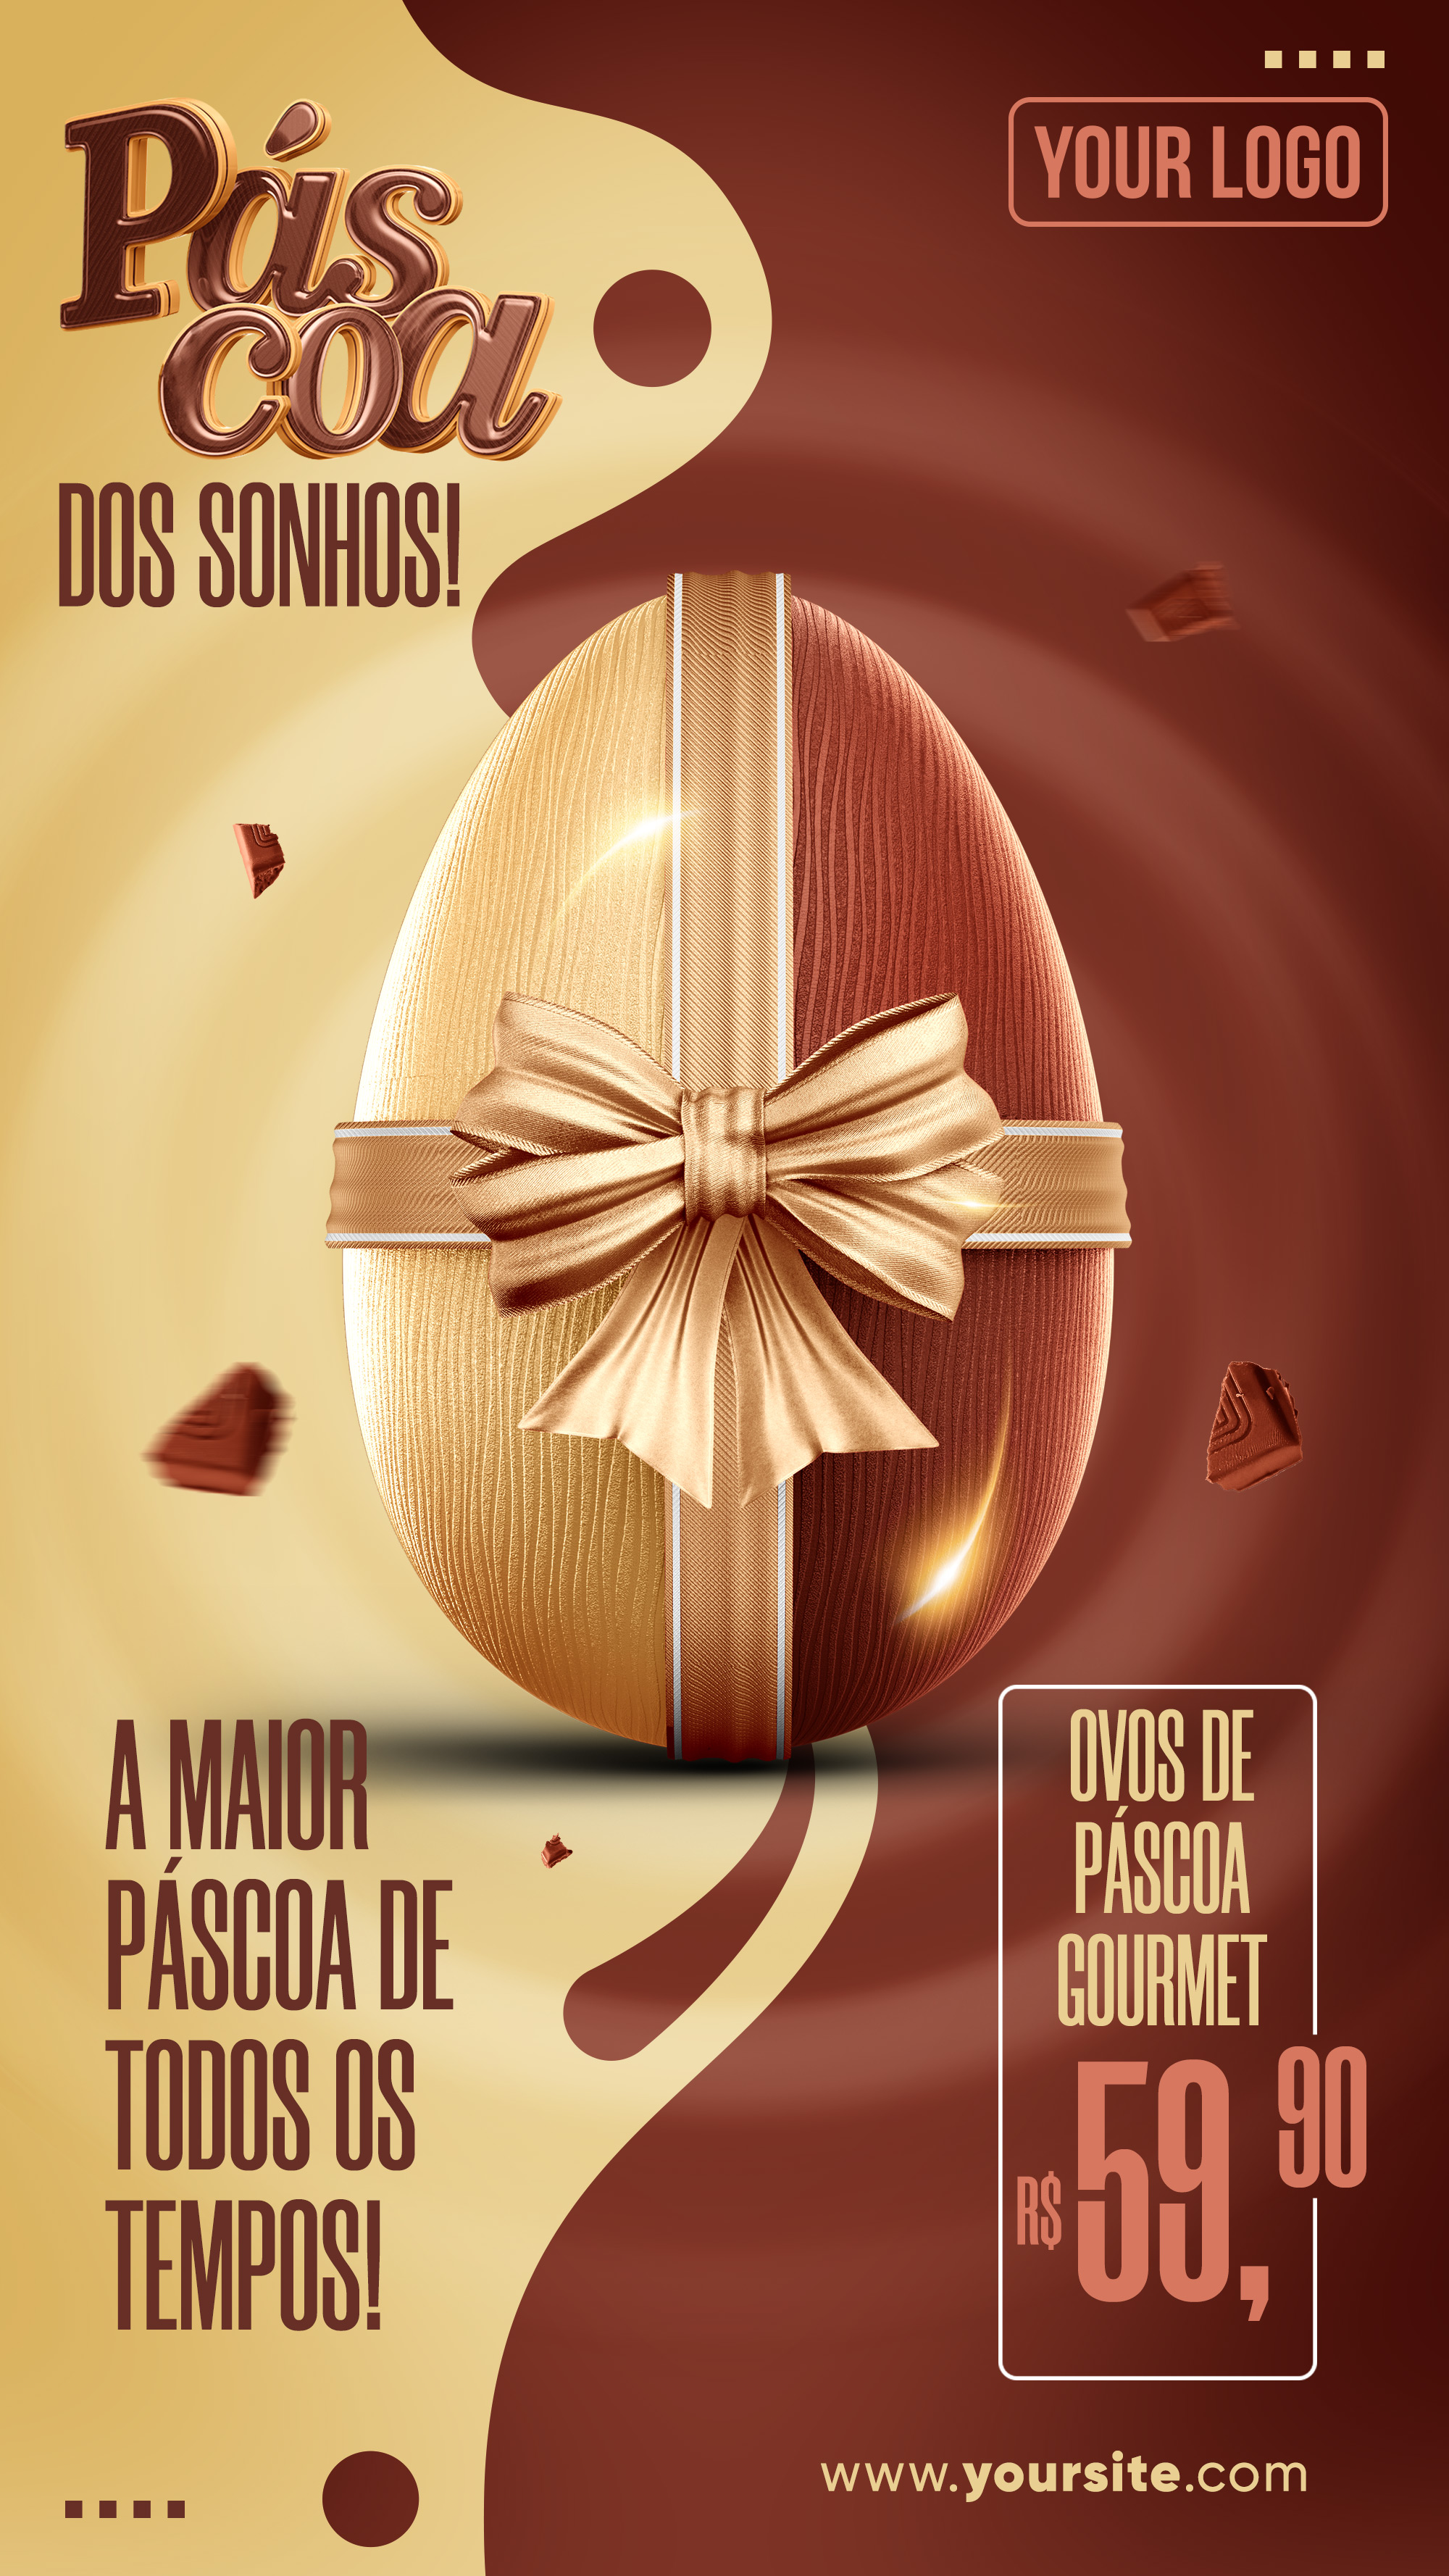 Pás
coa
DOS SONHOS!
YOUR LOGO
A MAIOR
PÁSCOA DE
TODOS OS
TEMPOS!
OVOS DE
PÁSCOA
GOURMET
R$ 59,90
www.yoursite.com